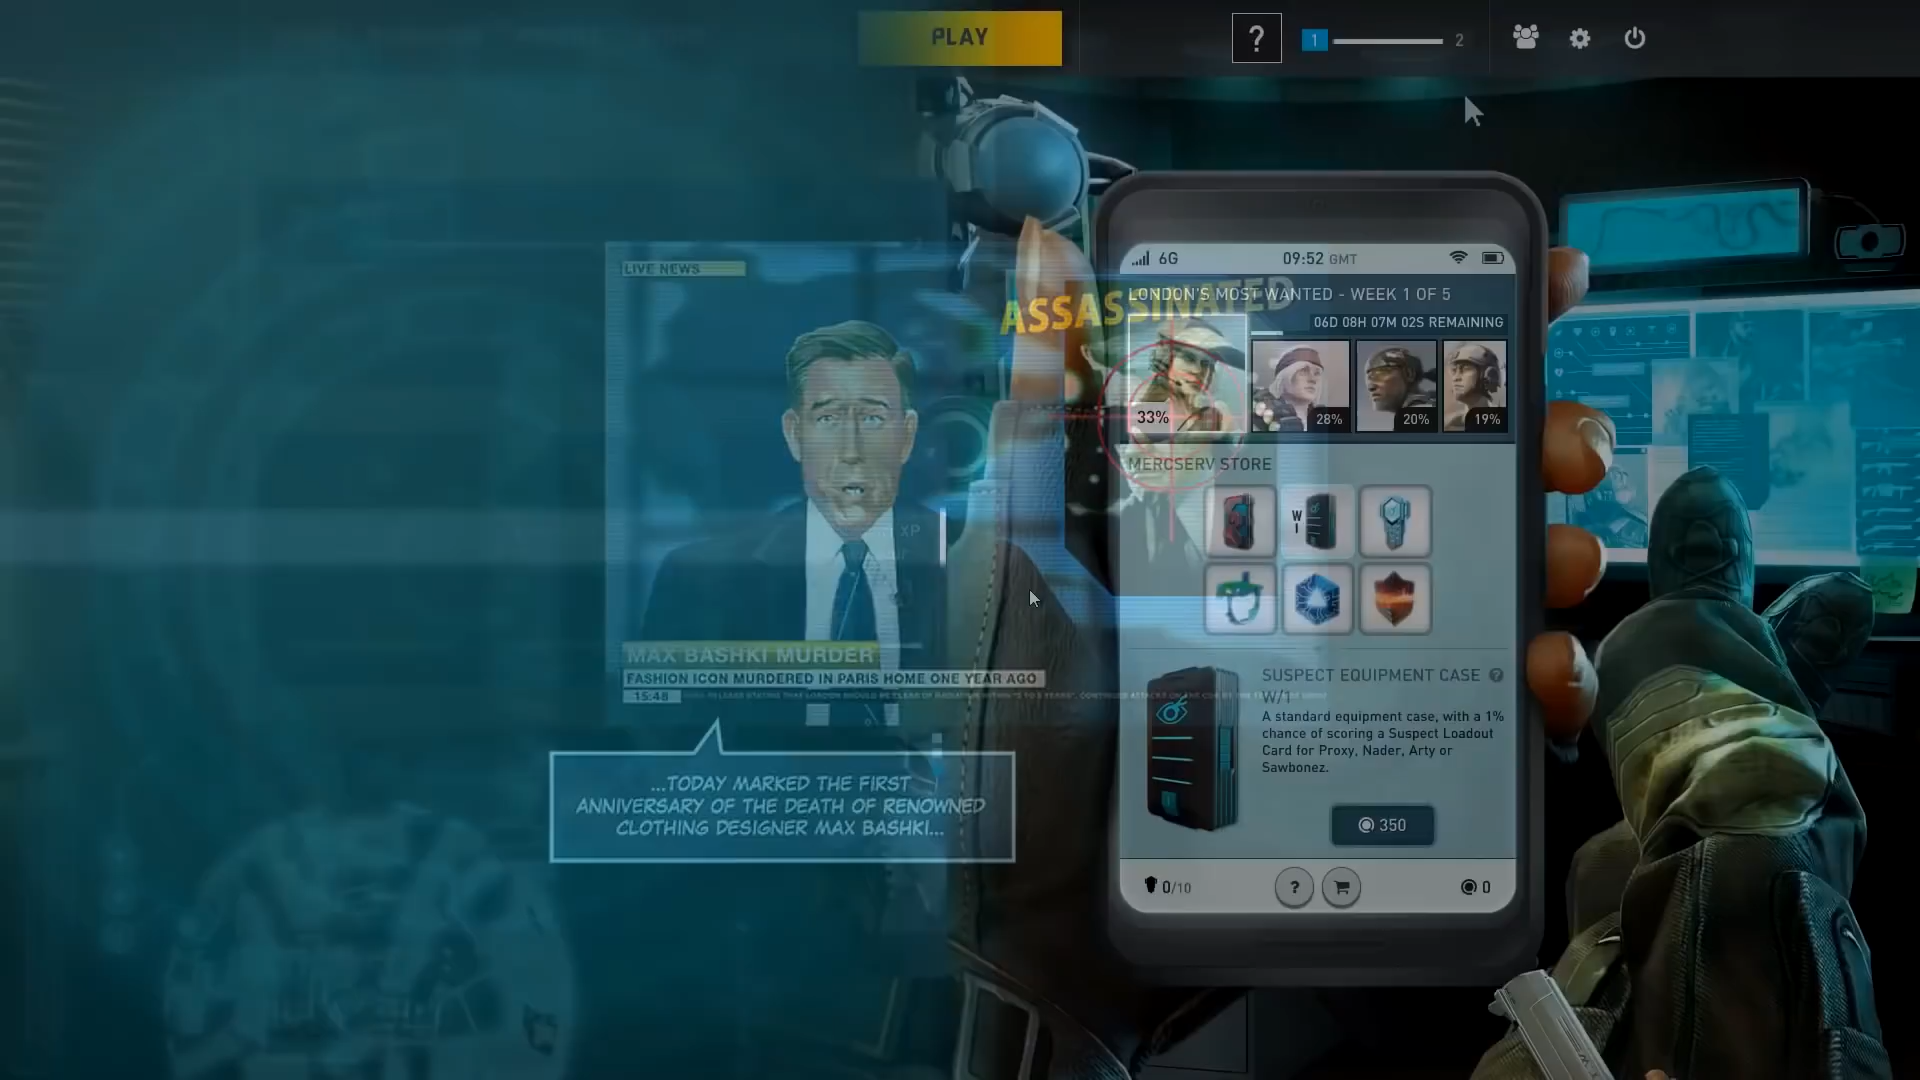 PLAY
?
1
2
LIVE NEWS
6G
09:52 GMT
ASSASSINATED
LONDON'S MOST WANTED - WEEK 1 OF 5
06D 08H 07M 02S REMAINING
33%
28%
20%
19%
MERCSERV STORE
W
I
XP
MAX BASHKI MURDER
FASHION ICON MURDERED IN PARIS HOME ONE YEAR AGO
15:48
SUSPECT EQUIPMENT CASE ?
W/1
A standard equipment case, with a 1%
chance of scoring a Suspect Loadout
Card for Proxy, Nader, Arty or
Sawbonez.
...TODAY MARKED THE FIRST
ANNIVERSARY OF THE DEATH OF RENOWNED
CLOTHING DESIGNER MAX BASHKI...
350
0/10
?
0